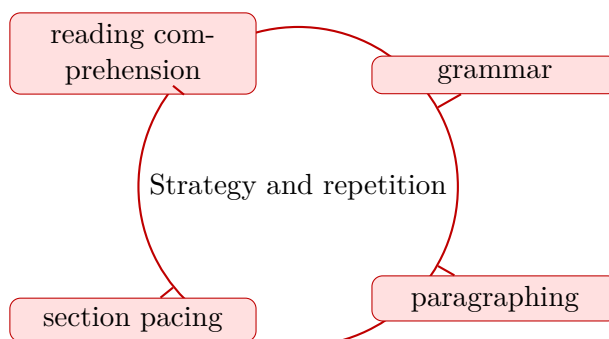 reading com-
prehension
grammar
Strategy and repetition
paragraphing
section pacing